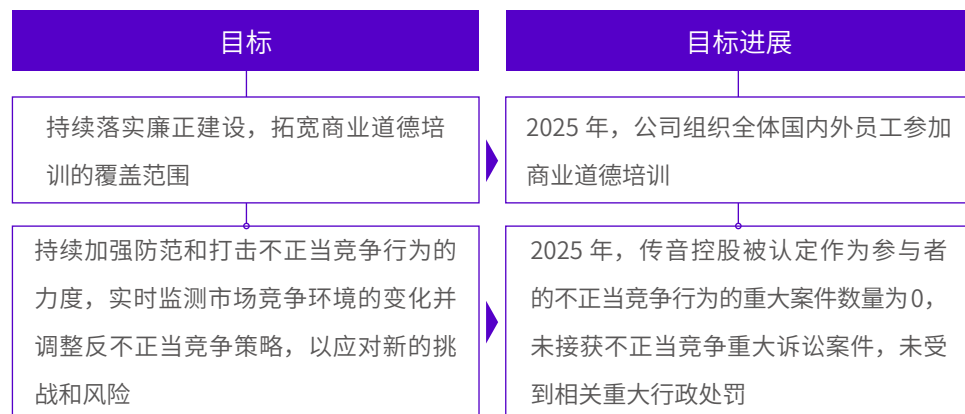 目标
目标进展
持续落实廉正建设，拓宽商业道德培
训的覆盖范围
2025 年，公司组织全体国内外员工参加
商业道德培训
持续加强防范和打击不正当竞争行为的
力度，实时监测市场竞争环境的变化并
调整反不正当竞争策略，以应对新的挑
战和风险
2025 年，传音控股被认定作为参与者
的不正当竞争行为的重大案件数量为0，
未接获不正当竞争重大诉讼案件，未受
到相关重大行政处罚